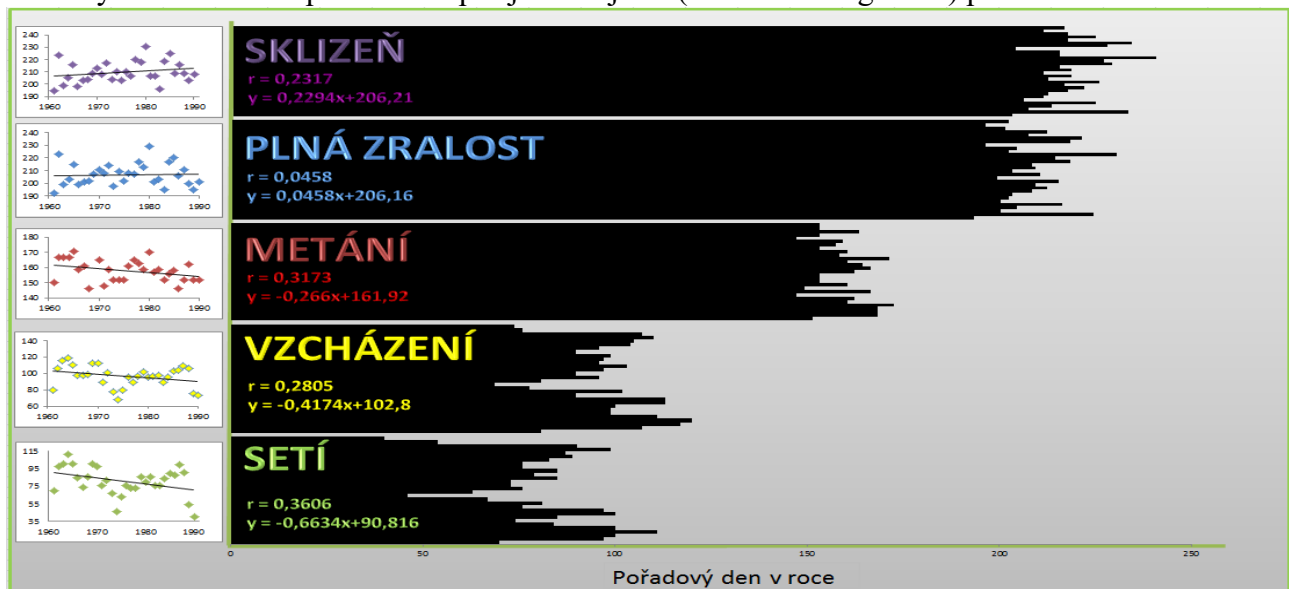 240
230
220
210
200
190
1960 1970 1980 1990
SKLIZEŇ
r = 0,2317
y = 0,2294x+206,21
240
230
220
210
200
190
1960 1970 1980 1990
PLNÁ ZRALOST
r = 0,0458
y = 0,0458x+206,16
180
170
160
150
140
1960 1970 1980 1990
METÁNÍ
r = 0,3173
y = -0,266x+161,92
140
120
100
80
60
1960 1970 1980 1990
VZCHÁZENÍ
r = 0,2805
y = -0,4174x+102,8
115
95
75
55
35
1960 1970 1980 1990
SETÍ
r = 0,3606
y = -0,6634x+90,816
0 50 100 150 200 250
Pořadový den v roce